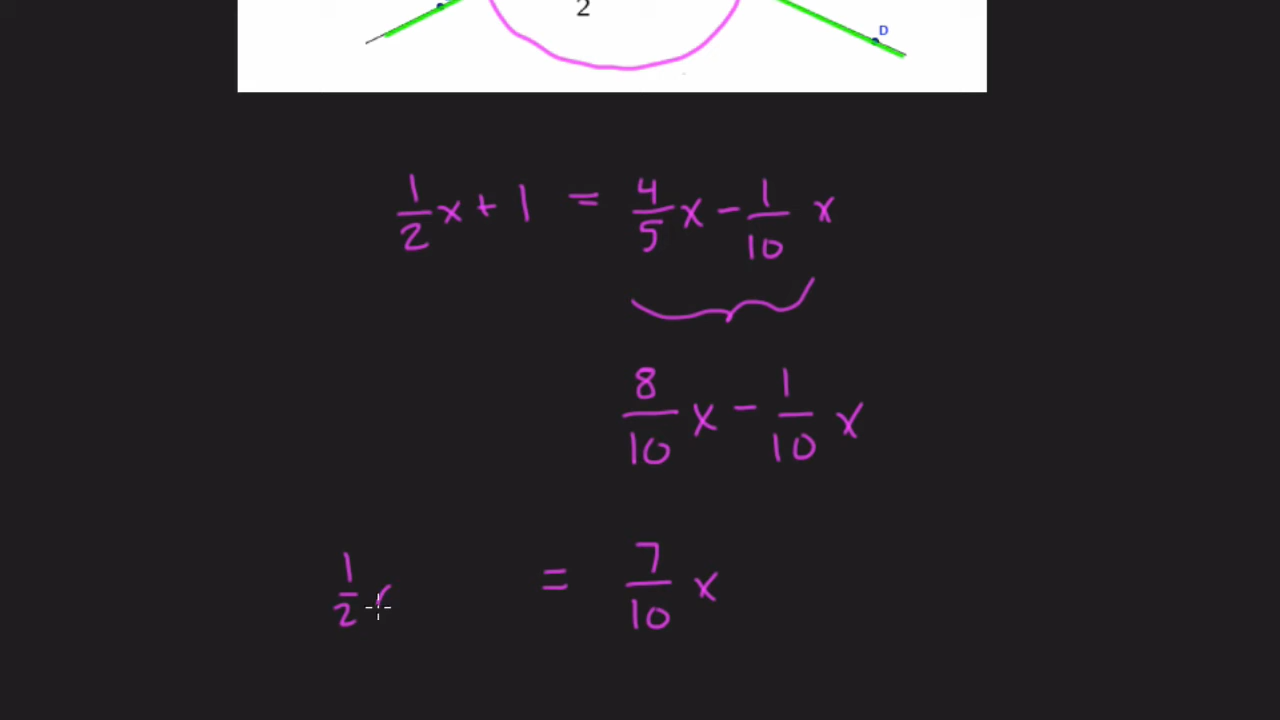 2
D
1/2 x + 1 = 4/5 x - 1/10 x
8/10 x - 1/10 x
1/2 = 7/10 x